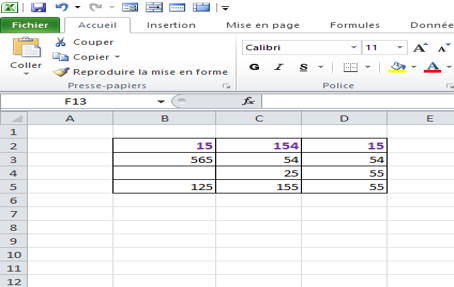 Fichier Accueil Insertion Mise en page Formules Donnée
Coller Couper
Copier
Reproduire la mise en forme
Presse-papiers
Calibri 11 A A
G I S A
Police
F13 fx
A B C D E
1
2 15 154 15
3 565 54 54
4 25 55
5 125 155 55
6
7
8
9
10
11
12